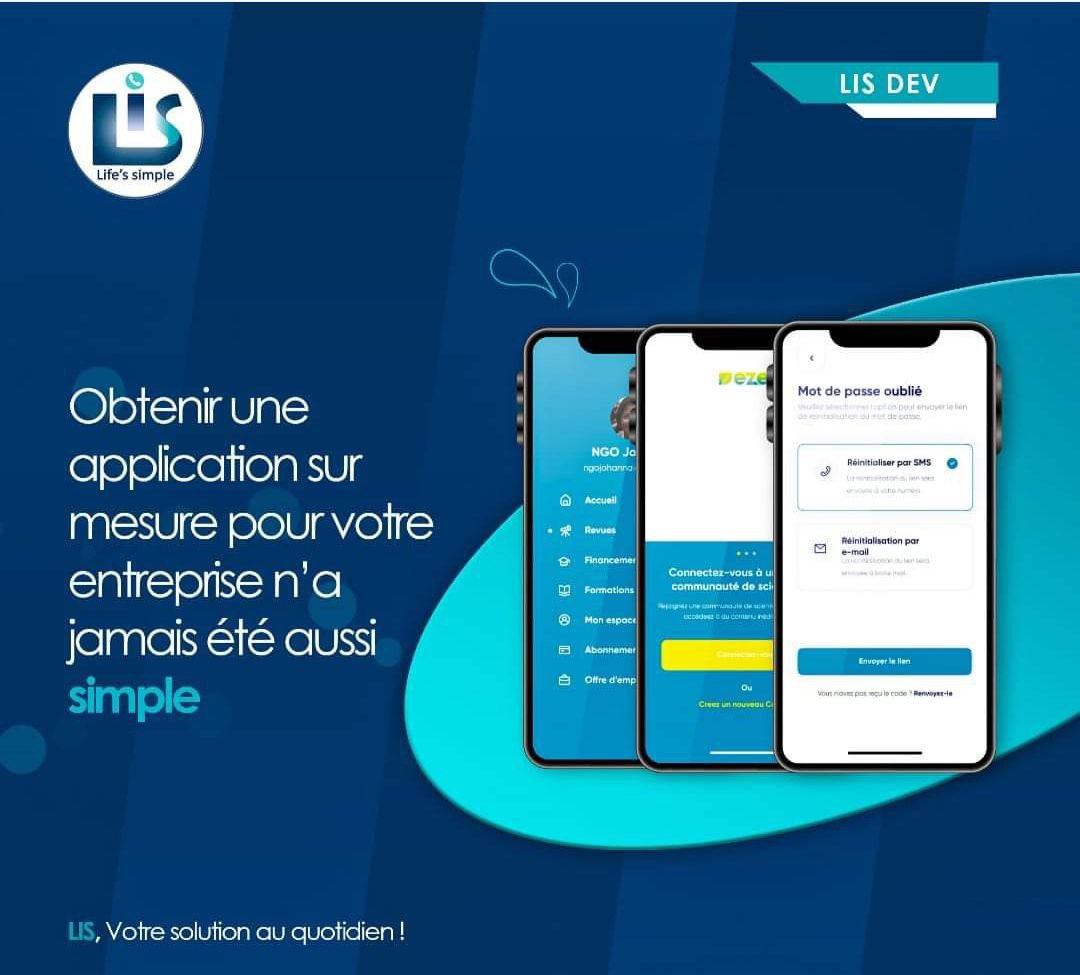 LiS
Life's simple
LIS DEV
Obtenir une
application sur
mesure pour votre
entreprise n'a
jamais été aussi
simple
NGO Jo
ngojohanna
Accueil
Revues
Financemen
Formations
Mon espace
Abonnemen
Offre d'emp
eze
Connectez-vous à u
communauté de scie
Rejoignez une communauté de scien
accédez à du contenu inéd
Connectez-vou
Ou
Creez un nouveau Co
Mot de passe oublié
Veuillez sélectionner l'option pour envoyer le lien
de réinitialisation du mot de passe.
Réinitialiser par SMS
La réinitialisation du lien sera
envoyée à votre numéro.
Réinitialisation par
e-mail
La réinitialisation du lien sera
envoyée à
Envoyer le lien
Vous n'avez pas reçu le code ? Renvoyez-le
LIS, Votre solution au quotidien !